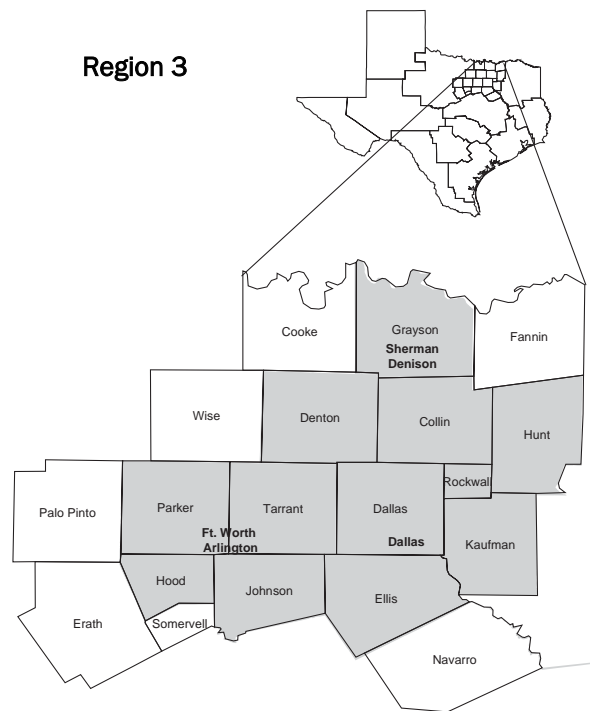 Region 3
Cooke
Grayson
Fannin
Sherman
Denison
Wise
Denton
Collin
Hunt
Rockwall
Palo Pinto
Parker
Tarrant
Dallas
Ft. Worth
Arlington
Dallas
Kaufman
Hood
Johnson
Ellis
Erath
Somervell
Navarro